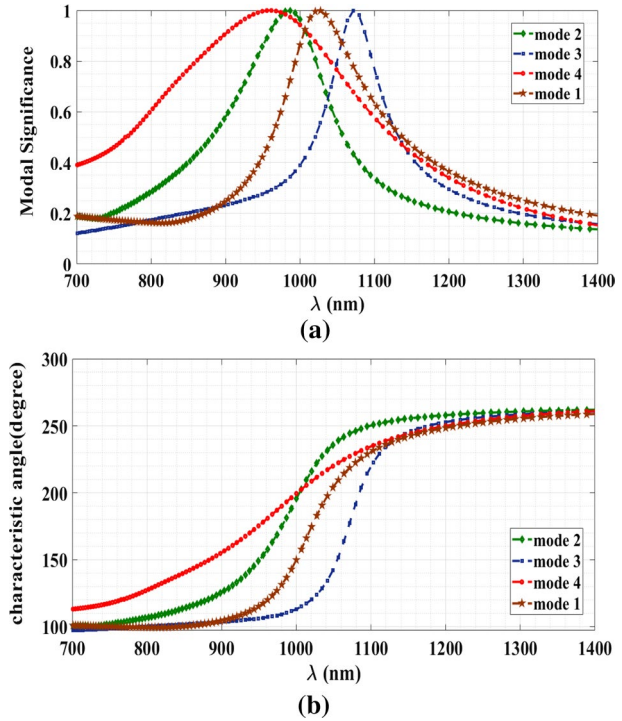 1
0.8
0.6
0.4
0.2
0
Modal Significance
mode 2
mode 3
mode 4
mode 1
700 800 900 1000 1100 1200 1300 1400
λ (nm)
(a)
300
250
200
150
100
characteristic angle(degree)
mode 2
mode 3
mode 4
mode 1
700 800 900 1000 1100 1200 1300 1400
λ (nm)
(b)